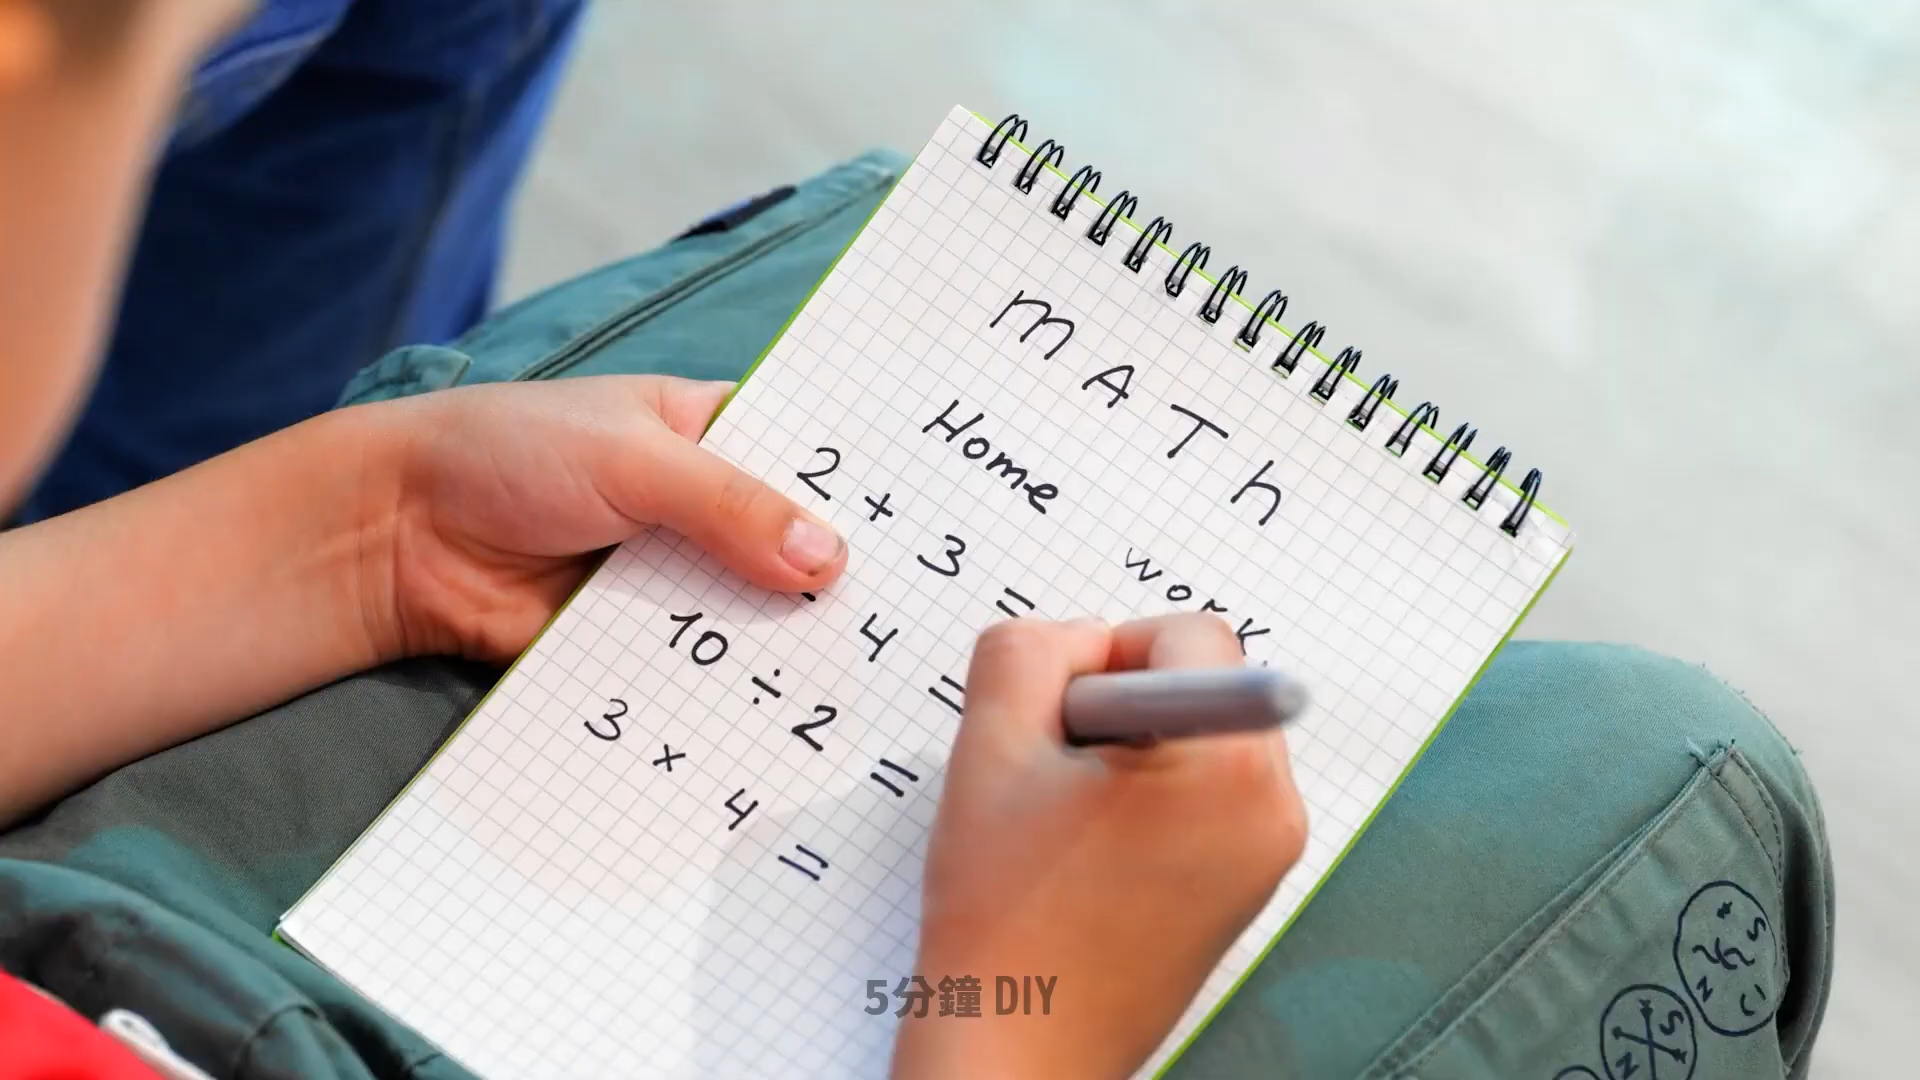 mATh
Home work.
2 + 3 =
- 4 =
10 ÷ 2 =
3 × 4 =
5分鐘 DIY